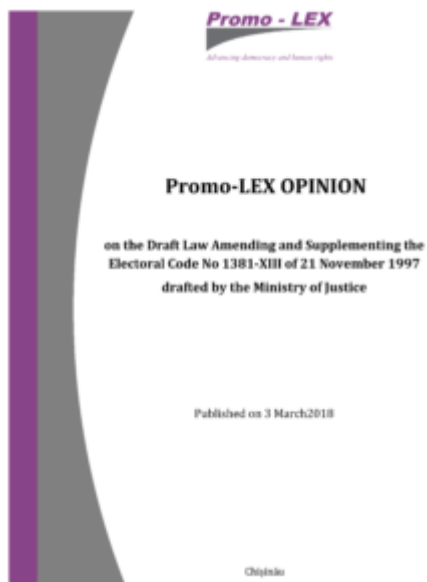 Promo - LEX
Advancing democracy and human rights
Promo-LEX OPINION
on the Draft Law Amending and Supplementing the
Electoral Code No 1381-XIII of 21 November 1997
drafted by the Ministry of Justice
Published on 3 March2018
Chișinău